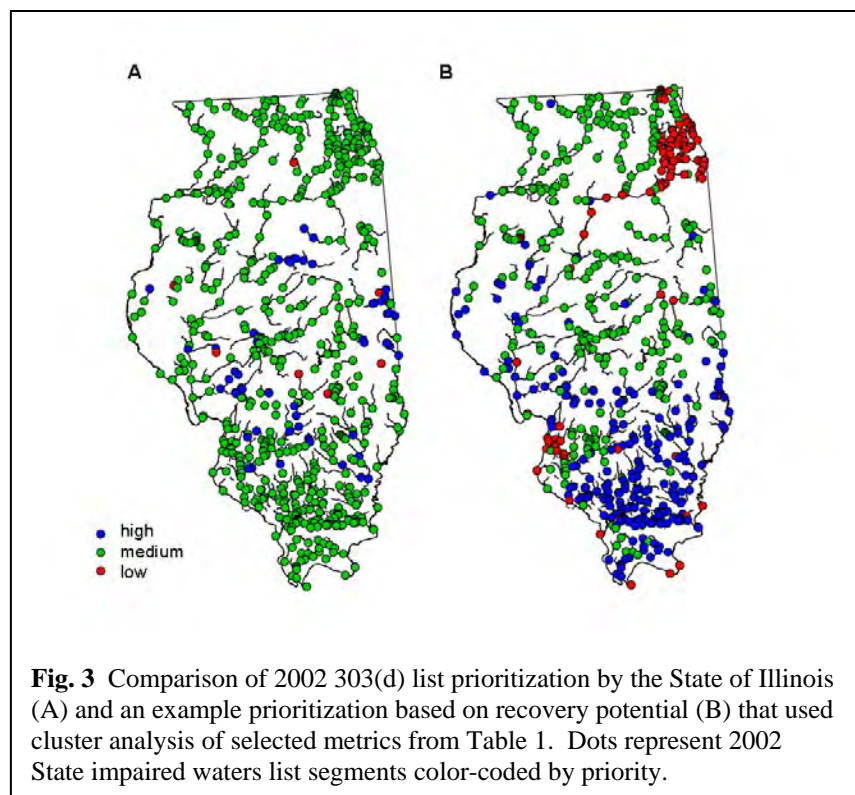 A B
high
medium
low
Fig. 3 Comparison of 2002 303(d) list prioritization by the State of Illinois
(A) and an example prioritization based on recovery potential (B) that used
cluster analysis of selected metrics from Table 1. Dots represent 2002
State impaired waters list segments color-coded by priority.